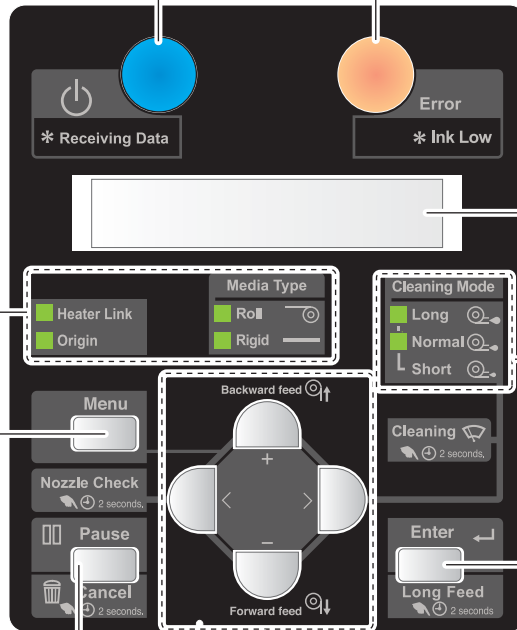 Error
* Receiving Data
* Ink Low
Media Type
Cleaning Mode
Heater Link
Roll
Long
Origin
Rigid
Normal
Short
Backward feed
Menu
+
Cleaning
2 seconds.
Nozzle Check
2 seconds.
< >
Pause
−
Enter
Cancel
2 seconds.
Forward feed
Long Feed
2 seconds